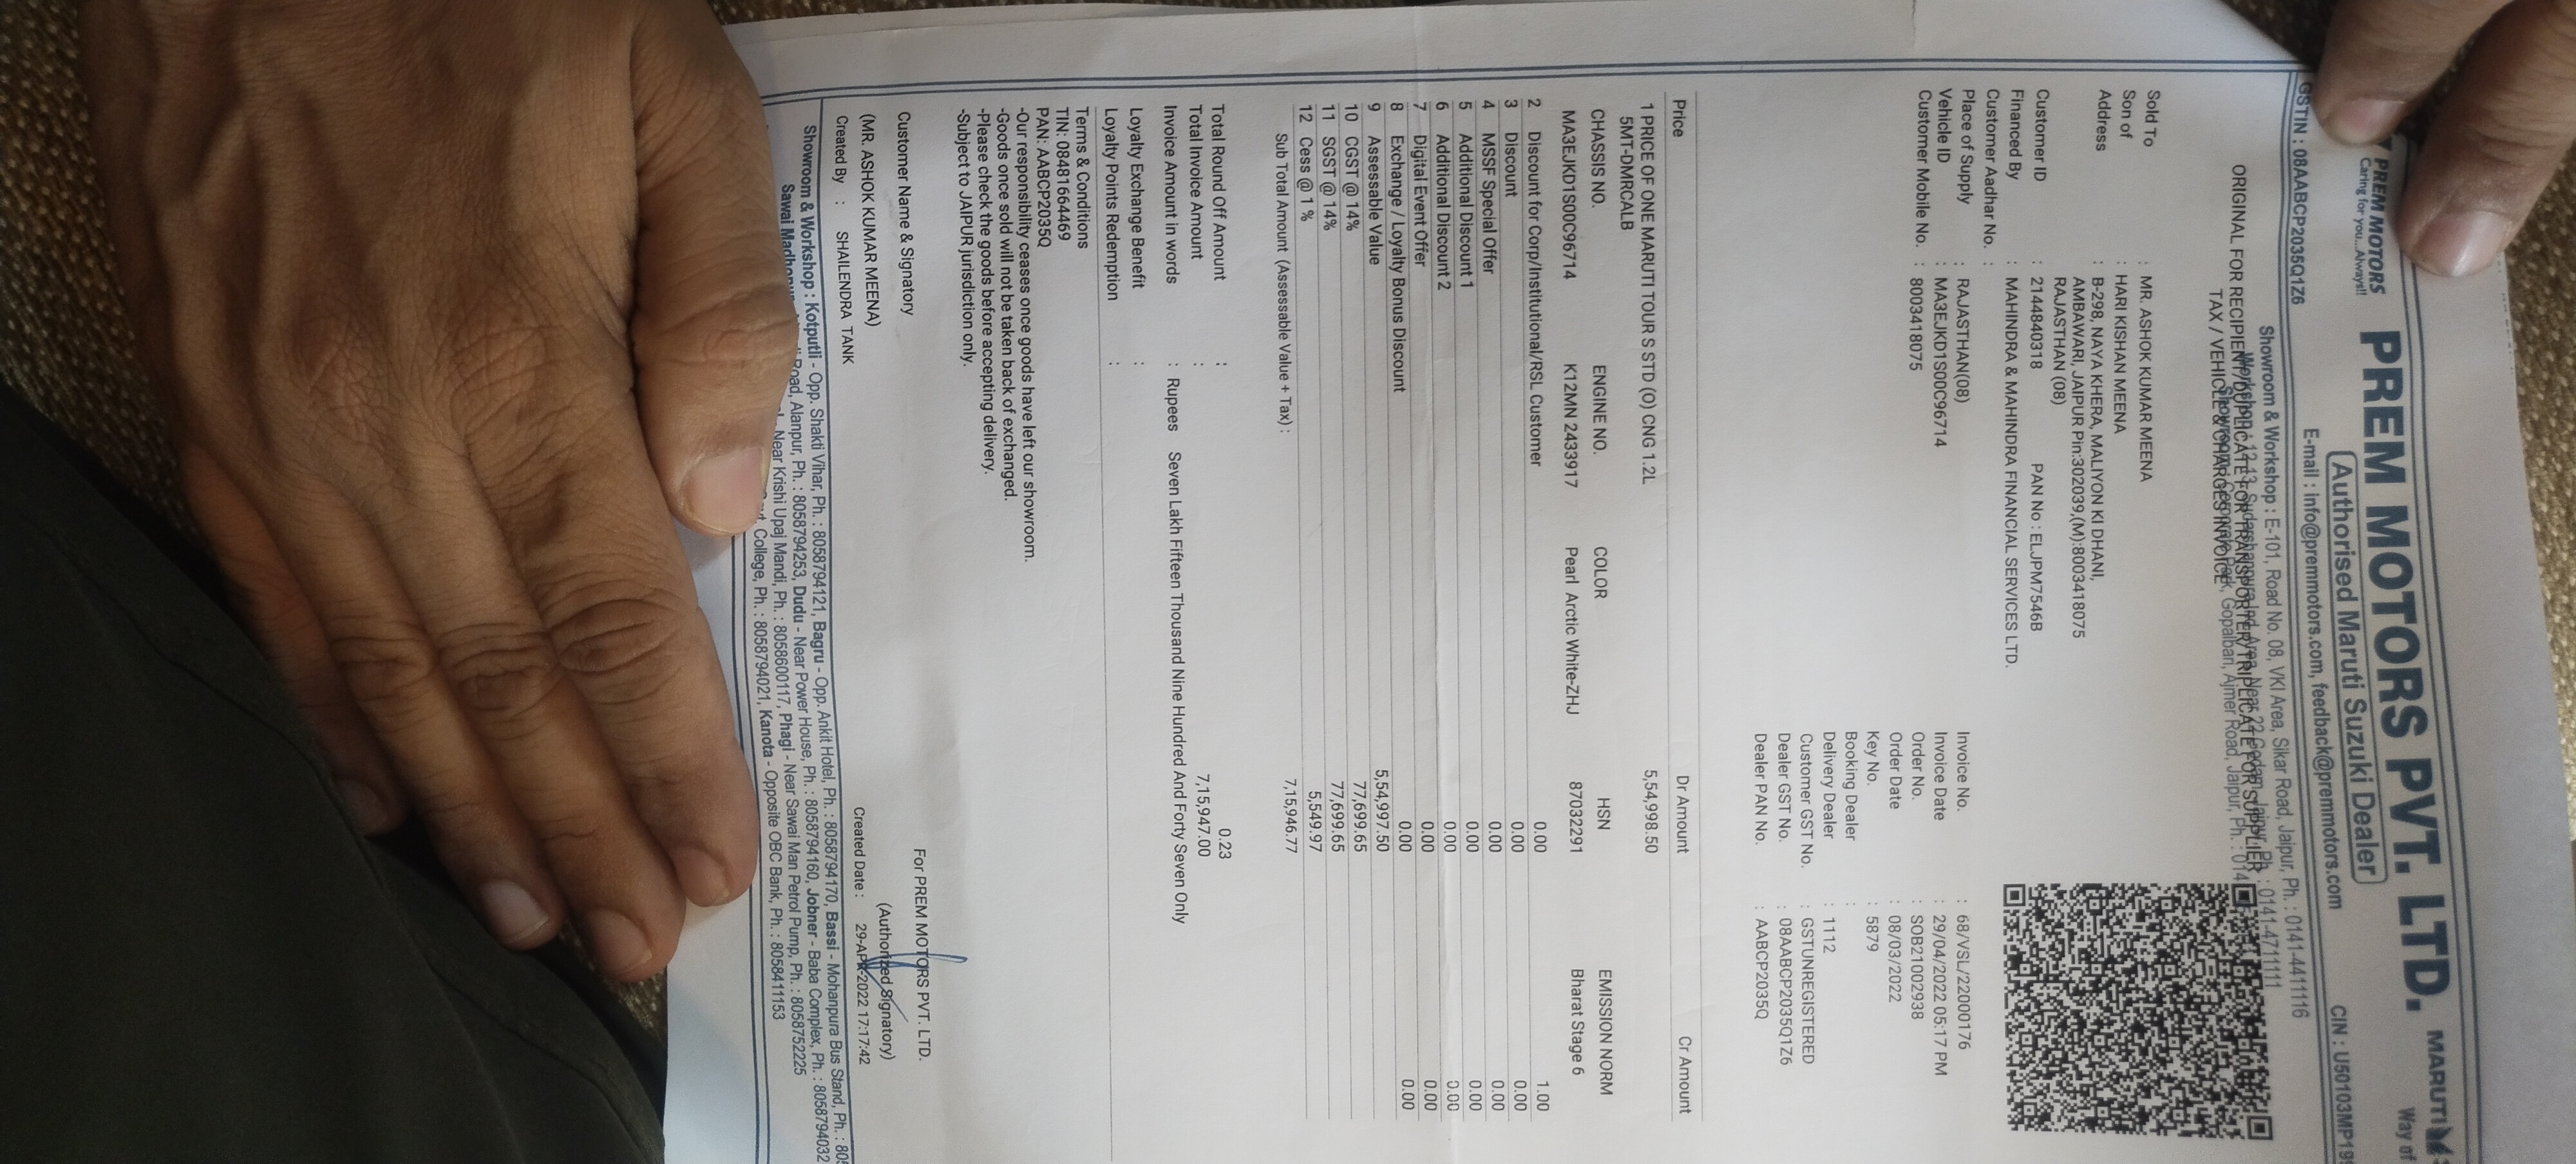 PREM MOTORS
Caring for you...Always!!
PREM MOTORS PVT. LTD.
MARUTI
Way of
Authorised Maruti Suzuki Dealer
GSTIN : 08AABCP2035Q1Z6
E-mail : info@premmotors.com, feedback@premmotors.com
CIN : U50103MP199
Showroom & Workshop : E-101, Road No. 08, VKI Area, Sikar Road, Jaipur, Ph. : 0141-4411116
ORIGINAL FOR RECIPIENT/DUPLICATE FOR TRANSPORTER/TRIPLICATE FOR SUPPLIER
TAX / VEHICLE & CHARGES INVOICE
Sold To : MR. ASHOK KUMAR MEENA
Son of : HARI KISHAN MEENA
Address : B-298, NAYA KHERA, MALIYON KI DHANI,
AMBAWARI, JAIPUR Pin:302039,(M):8003418075
RAJASTHAN (08)
Customer ID : 2144840318 PAN No : ELJPM7546B
Financed By : MAHINDRA & MAHINDRA FINANCIAL SERVICES LTD.
Customer Aadhar No. :
Place of Supply : RAJASTHAN(08)
Vehicle ID : MA3EJKD1S00C96714
Customer Mobile No. : 8003418075
Invoice No. : 68/VSL/22000176
Invoice Date : 29/04/2022 05:17 PM
Order No. : SOB21002938
Order Date : 08/03/2022
Key No. : 5879
Booking Dealer :
Delivery Dealer : 1112
Customer GST No. : GSTUNREGISTERED
Dealer GST No. : 08AABCP2035Q1Z6
Dealer PAN No. : AABCP2035Q
Price Dr Amount Cr Amount
1 PRICE OF ONE MARUTI TOUR S STD (O) CNG 1.2L 5,54,998.50
5MT-DMRCALB
CHASSIS NO. ENGINE NO. COLOR HSN EMISSION NORM
MA3EJKD1S00C96714 K12MN 2433917 Pearl Arctic White-ZHJ 87032291 Bharat Stage 6
2 Discount for Corp/Institutional/RSL Customer 0.00 1.00
3 Discount 0.00 0.00
4 MSSF Special Offer 0.00 0.00
5 Additional Discount 1 0.00 0.00
6 Additional Discount 2 0.00 0.00
7 Digital Event Offer 0.00 0.00
8 Exchange / Loyalty Bonus Discount 0.00 0.00
9 Assessable Value 5,54,997.50
10 CGST @ 14% 77,699.65
11 SGST @ 14% 77,699.65
12 Cess @ 1 % 5,549.97
Sub Total Amount (Assessable Value + Tax) : 7,15,946.77
Total Round Off Amount : 0.23
Total Invoice Amount : 7,15,947.00
Invoice Amount in words : Rupees Seven Lakh Fifteen Thousand Nine Hundred And Forty Seven Only
Loyalty Exchange Benefit :
Loyalty Points Redemption :
Terms & Conditions
TIN: 08481664469
PAN: AABCP2035Q
-Our responsibility ceases once goods have left our showroom.
-Goods once sold will not be taken back of exchanged.
-Please check the goods before accepting delivery.
-Subject to JAIPUR jurisdiction only.
For PREM MOTORS PVT. LTD.
Customer Name & Signatory
(Authorized Signatory)
(MR. ASHOK KUMAR MEENA)
Created By : SHAILENDRA TANK
Created Date : 29-APR-2022 17:17:42
Showroom & Workshop : Kotputli - Opp. Shakti Vihar, Ph. : 8058794121, Bagru - Opp. Ankit Hotel, Ph. : 8058794170, Bassi - Mohanpura Bus Stand, Ph. : 805
Road, Alanpur, Ph. : 8058794253, Dudu - Near Power House, Ph. : 8058794160, Jobner - Baba Complex, Ph. : 8058794032
Sawai Near Krishi Upaj Mandi, Ph. : 8058600117, Phagi - Near Sawai Man Petrol Pump, Ph. : 8058752225
College, Ph. : 8058794021, Kanota - Opposite OBC Bank, Ph. : 8058411153